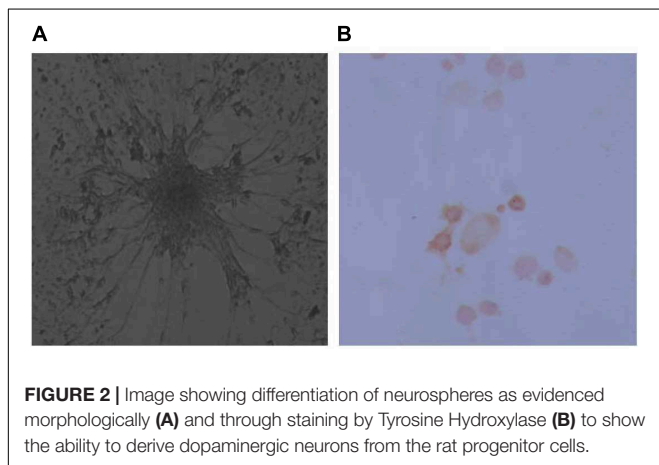 A B
FIGURE 2 | Image showing differentiation of neurospheres as evidenced
morphologically (A) and through staining by Tyrosine Hydroxylase (B) to show
the ability to derive dopaminergic neurons from the rat progenitor cells.